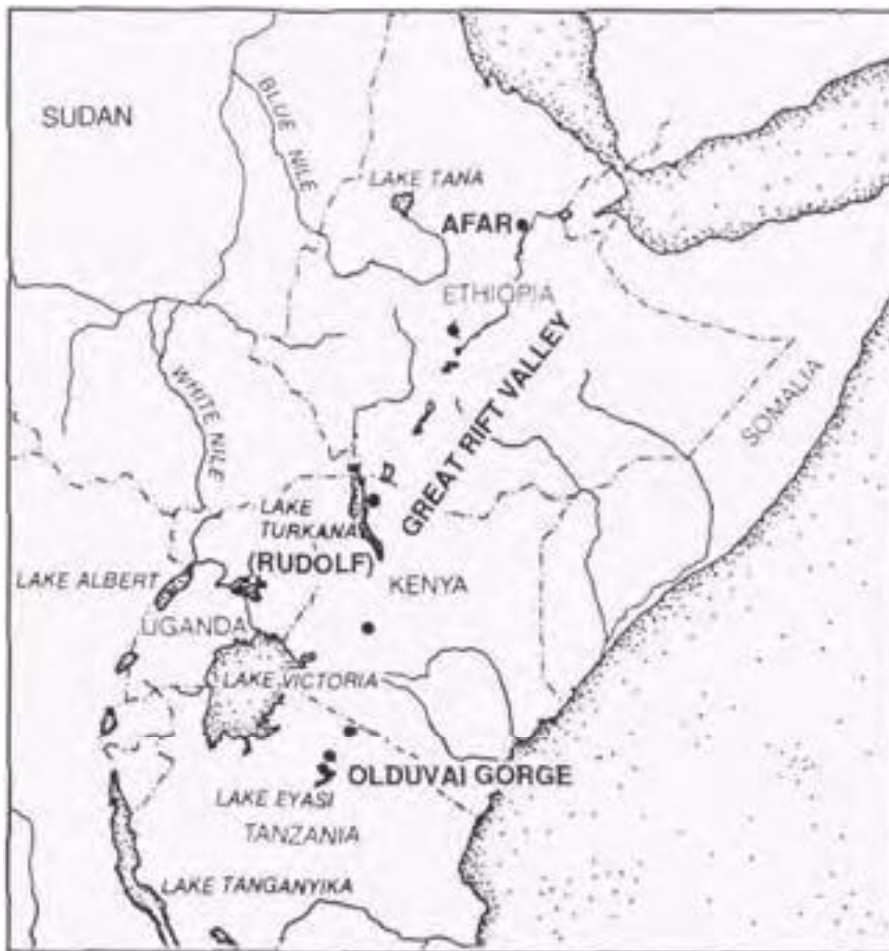 SUDAN
BLUE NILE
LAKE TANA
AFAR
ETHIOPIA
GREAT RIFT VALLEY
SOMALIA
WHITE NILE
LAKE
TURKANA
(RUDOLF)
LAKE ALBERT
KENYA
UGANDA
LAKE VICTORIA
OLDUVAI GORGE
LAKE EYASI
TANZANIA
LAKE TANGANYIKA